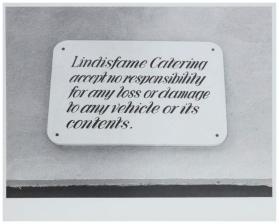 Lindisfarne Catering
accept no responsibility
for any loss or damage
to any vehicle or its
contents.